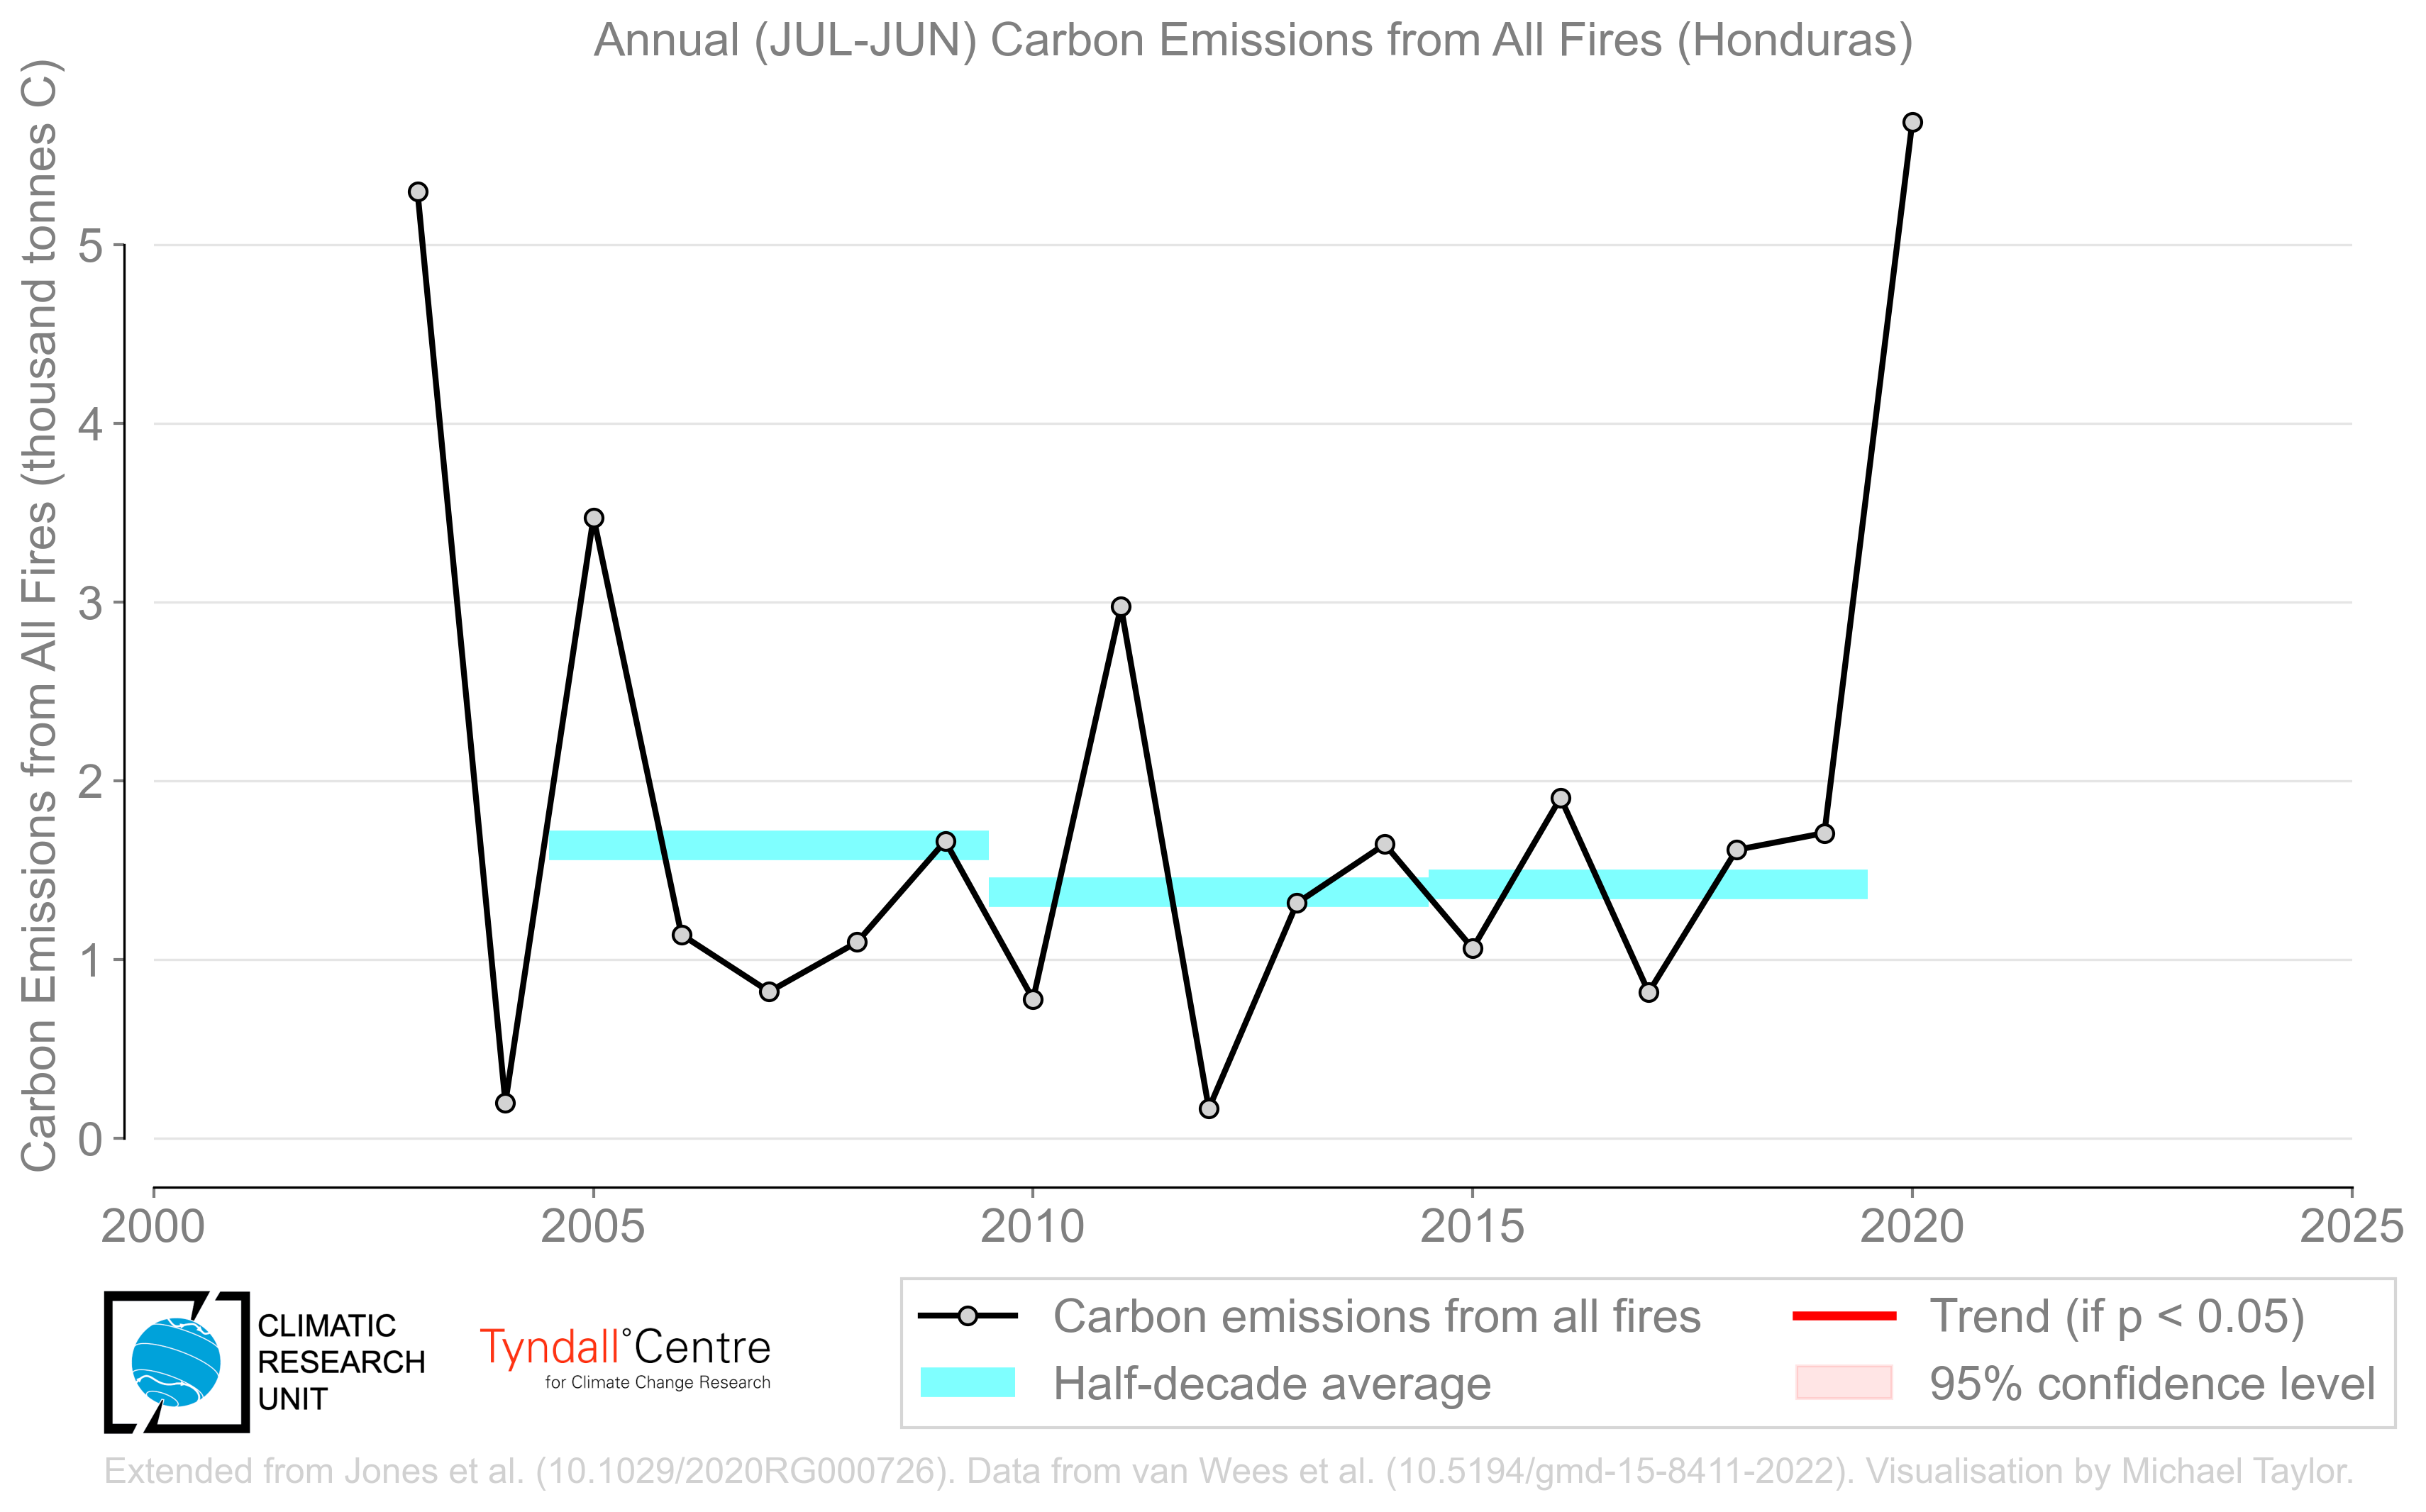 Annual (JUL-JUN) Carbon Emissions from All Fires (Honduras)
Carbon Emissions from All Fires (thousand tonnes C)
5
4
3
2
1
0
2000 2005 2010 2015 2020 2025
CLIMATIC
RESEARCH
UNIT
Tyndall°Centre
for Climate Change Research
Carbon emissions from all fires
Half-decade average
Trend (if p < 0.05)
95% confidence level
Extended from Jones et al. (10.1029/2020RG000726). Data from van Wees et al. (10.5194/gmd-15-8411-2022). Visualisation by Michael Taylor.